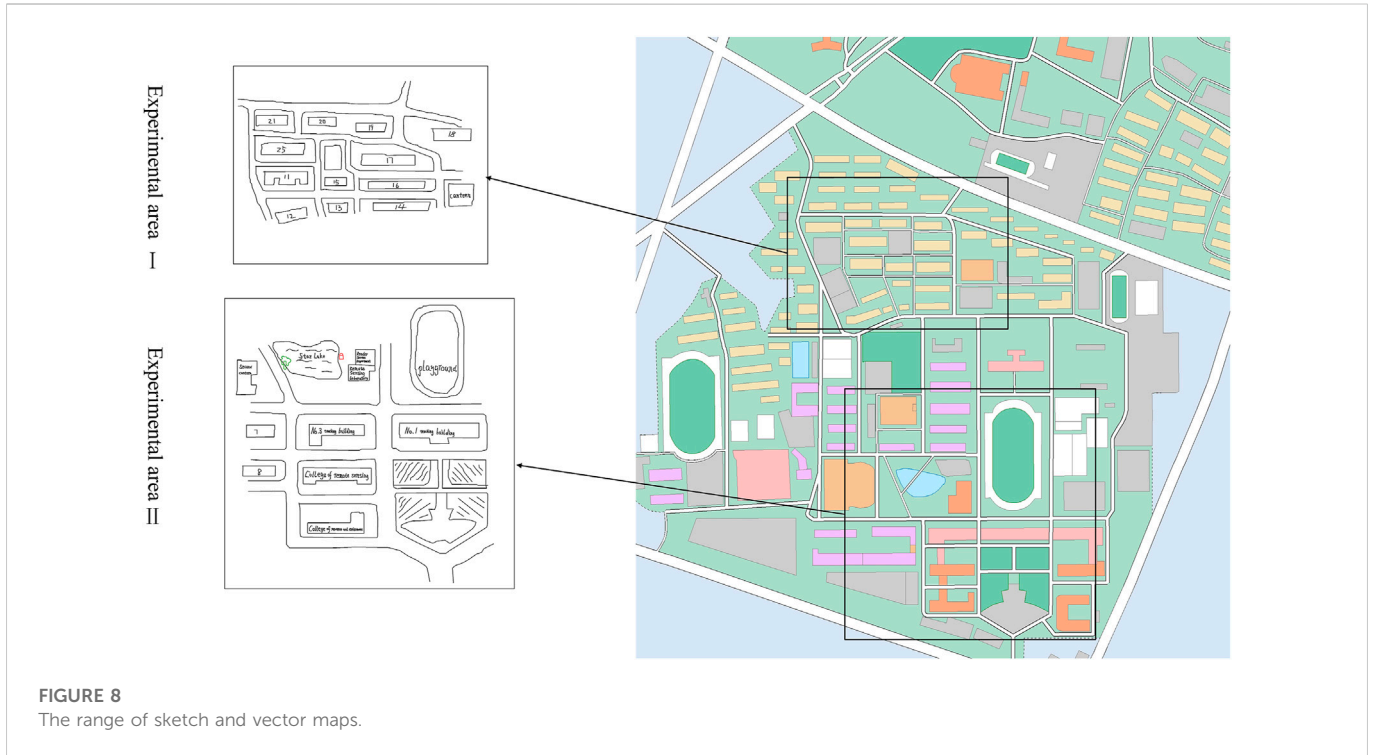 Experimental area I
21
20
19
18
25
17
11
15
16
canteen
12
13
14
Experimental area II
Star Lake
playground
7
No.3 teaching building
No.1 teaching building
8
College of remote sensing
College of
FIGURE 8
The range of sketch and vector maps.